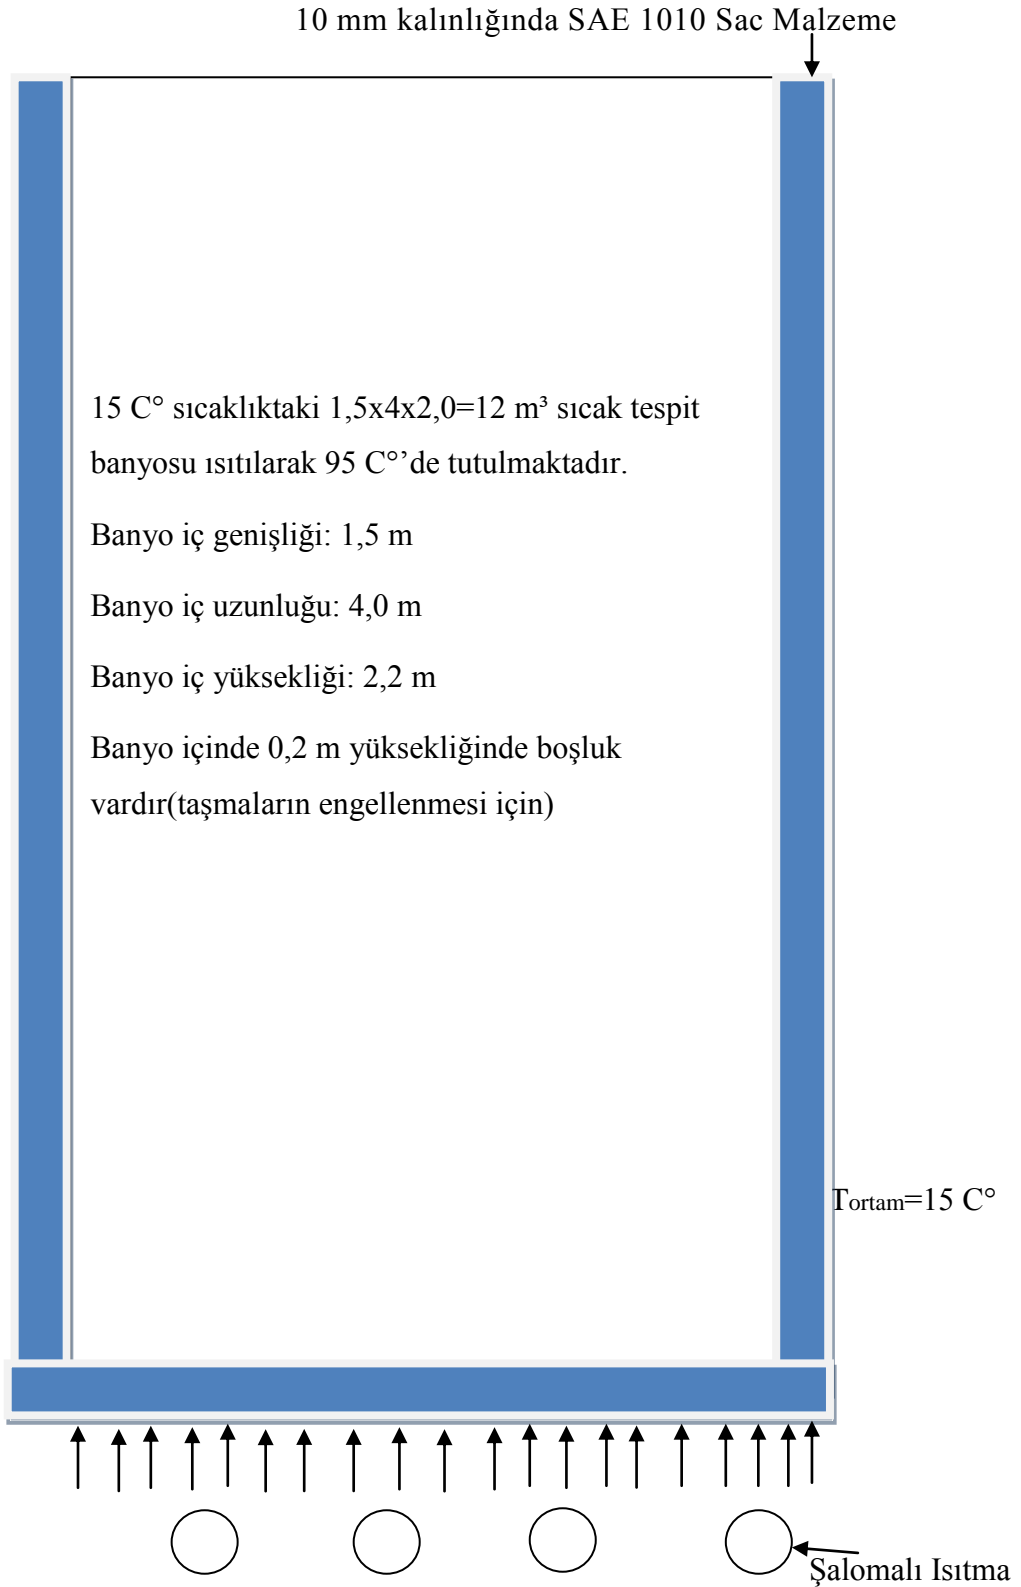 10 mm kalınlığında SAE 1010 Sac Malzeme
15 C° sıcaklıktaki 1,5x4x2,0=12 m³ sıcak tespit
banyosu ısıtılarak 95 C°’de tutulmaktadır.
Banyo iç genişliği: 1,5 m
Banyo iç uzunluğu: 4,0 m
Banyo iç yüksekliği: 2,2 m
Banyo içinde 0,2 m yüksekliğinde boşluk
vardır(taşmaların engellenmesi için)
Tortam=15 C°
Şalomalı Isıtma